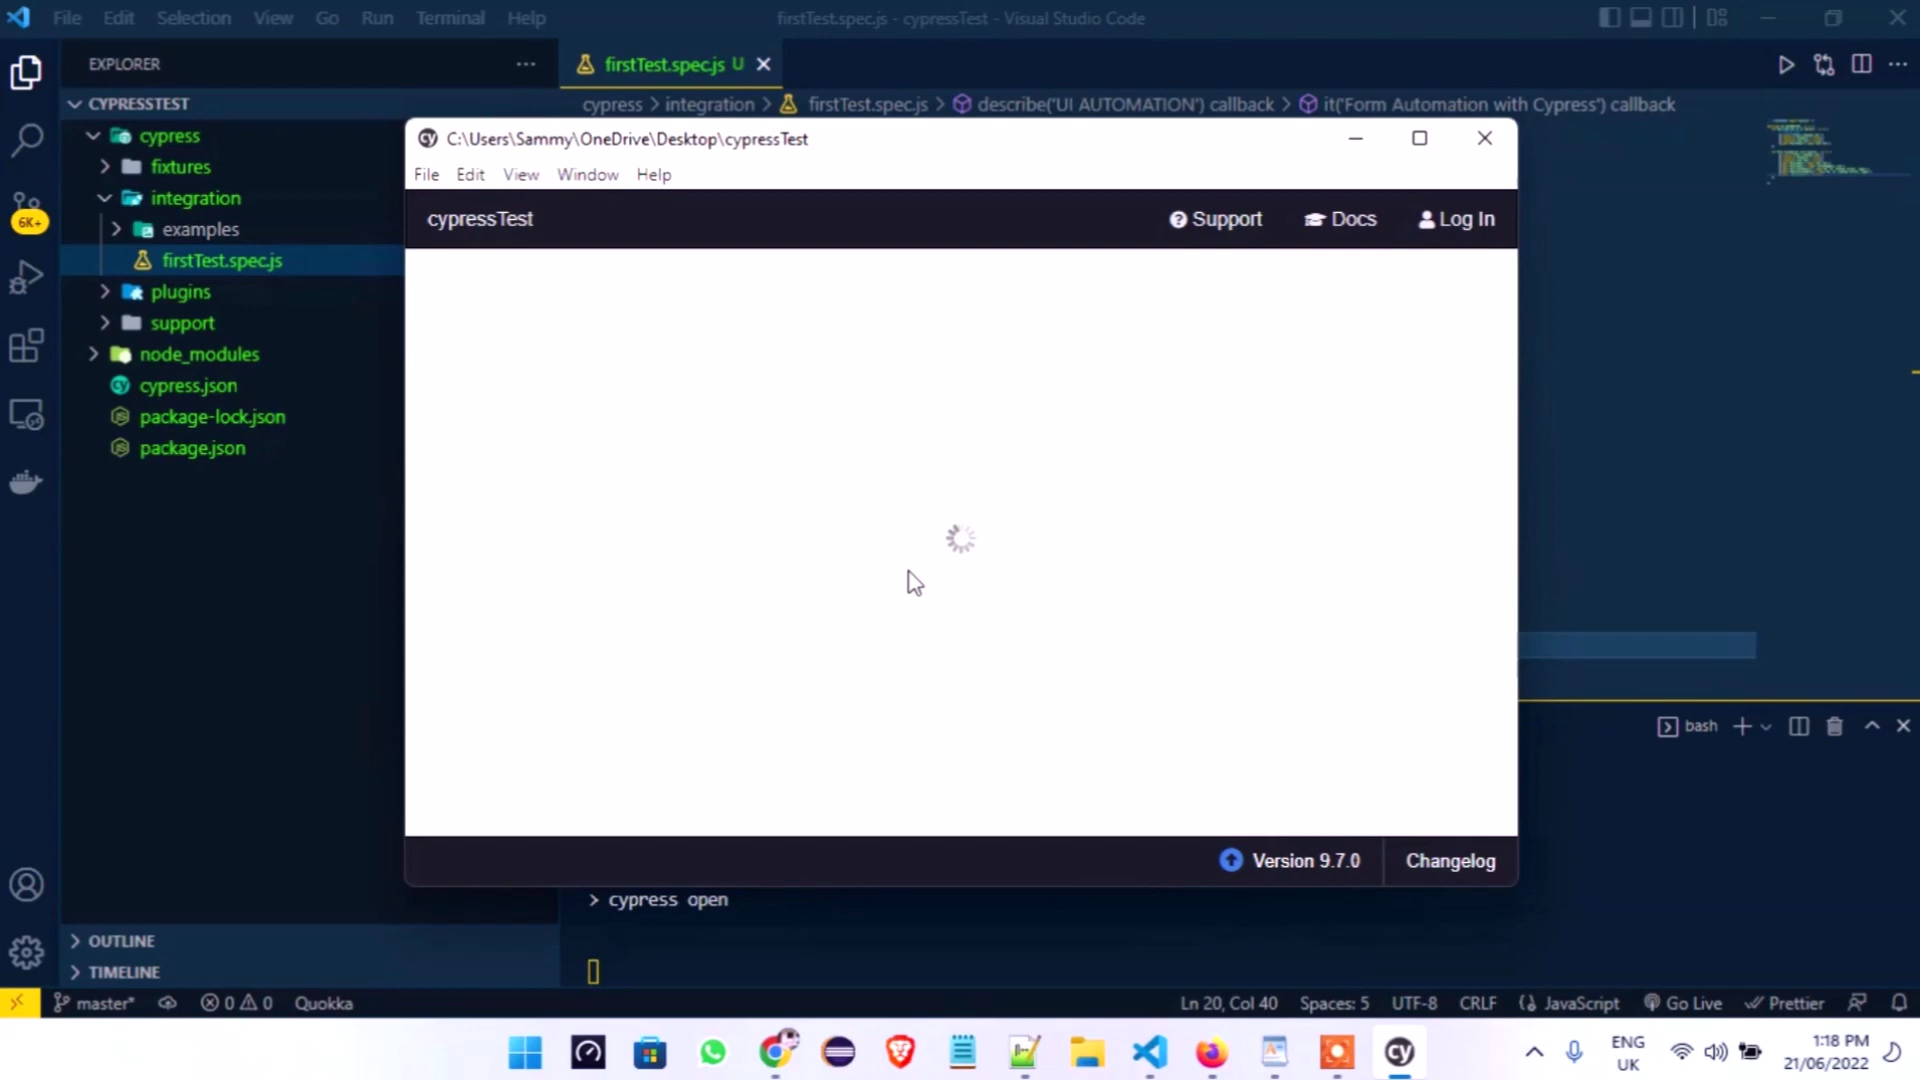 File Edit Selection View Go Run Terminal Help
firstTest.spec.js - cypressTest - Visual Studio Code
EXPLORER
firstTest.spec.js U
CYPRESSTEST
cypress > integration > firstTest.spec.js > describe('UI AUTOMATION') callback > it('Form Automation with Cypress') callback
cypress
fixtures
integration
examples
firstTest.spec.js
plugins
support
node_modules
cypress.json
package-lock.json
package.json
6K+
C:\Users\Sammy\OneDrive\Desktop\cypressTest
File Edit View Window Help
cypressTest
Support Docs Log In
Version 9.7.0 Changelog
bash
> cypress open
OUTLINE
TIMELINE
master* 0 0 Quokka
Ln 20, Col 40 Spaces: 5 UTF-8 CRLF JavaScript Go Live Prettier
cy
ENG
UK
1:18 PM
21/06/2022